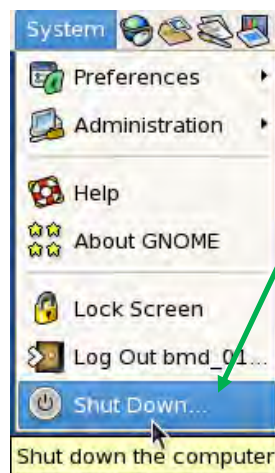 System
Preferences
Administration
Help
About GNOME
Lock Screen
Log Out bmd_01...
Shut Down...
Shut down the computer